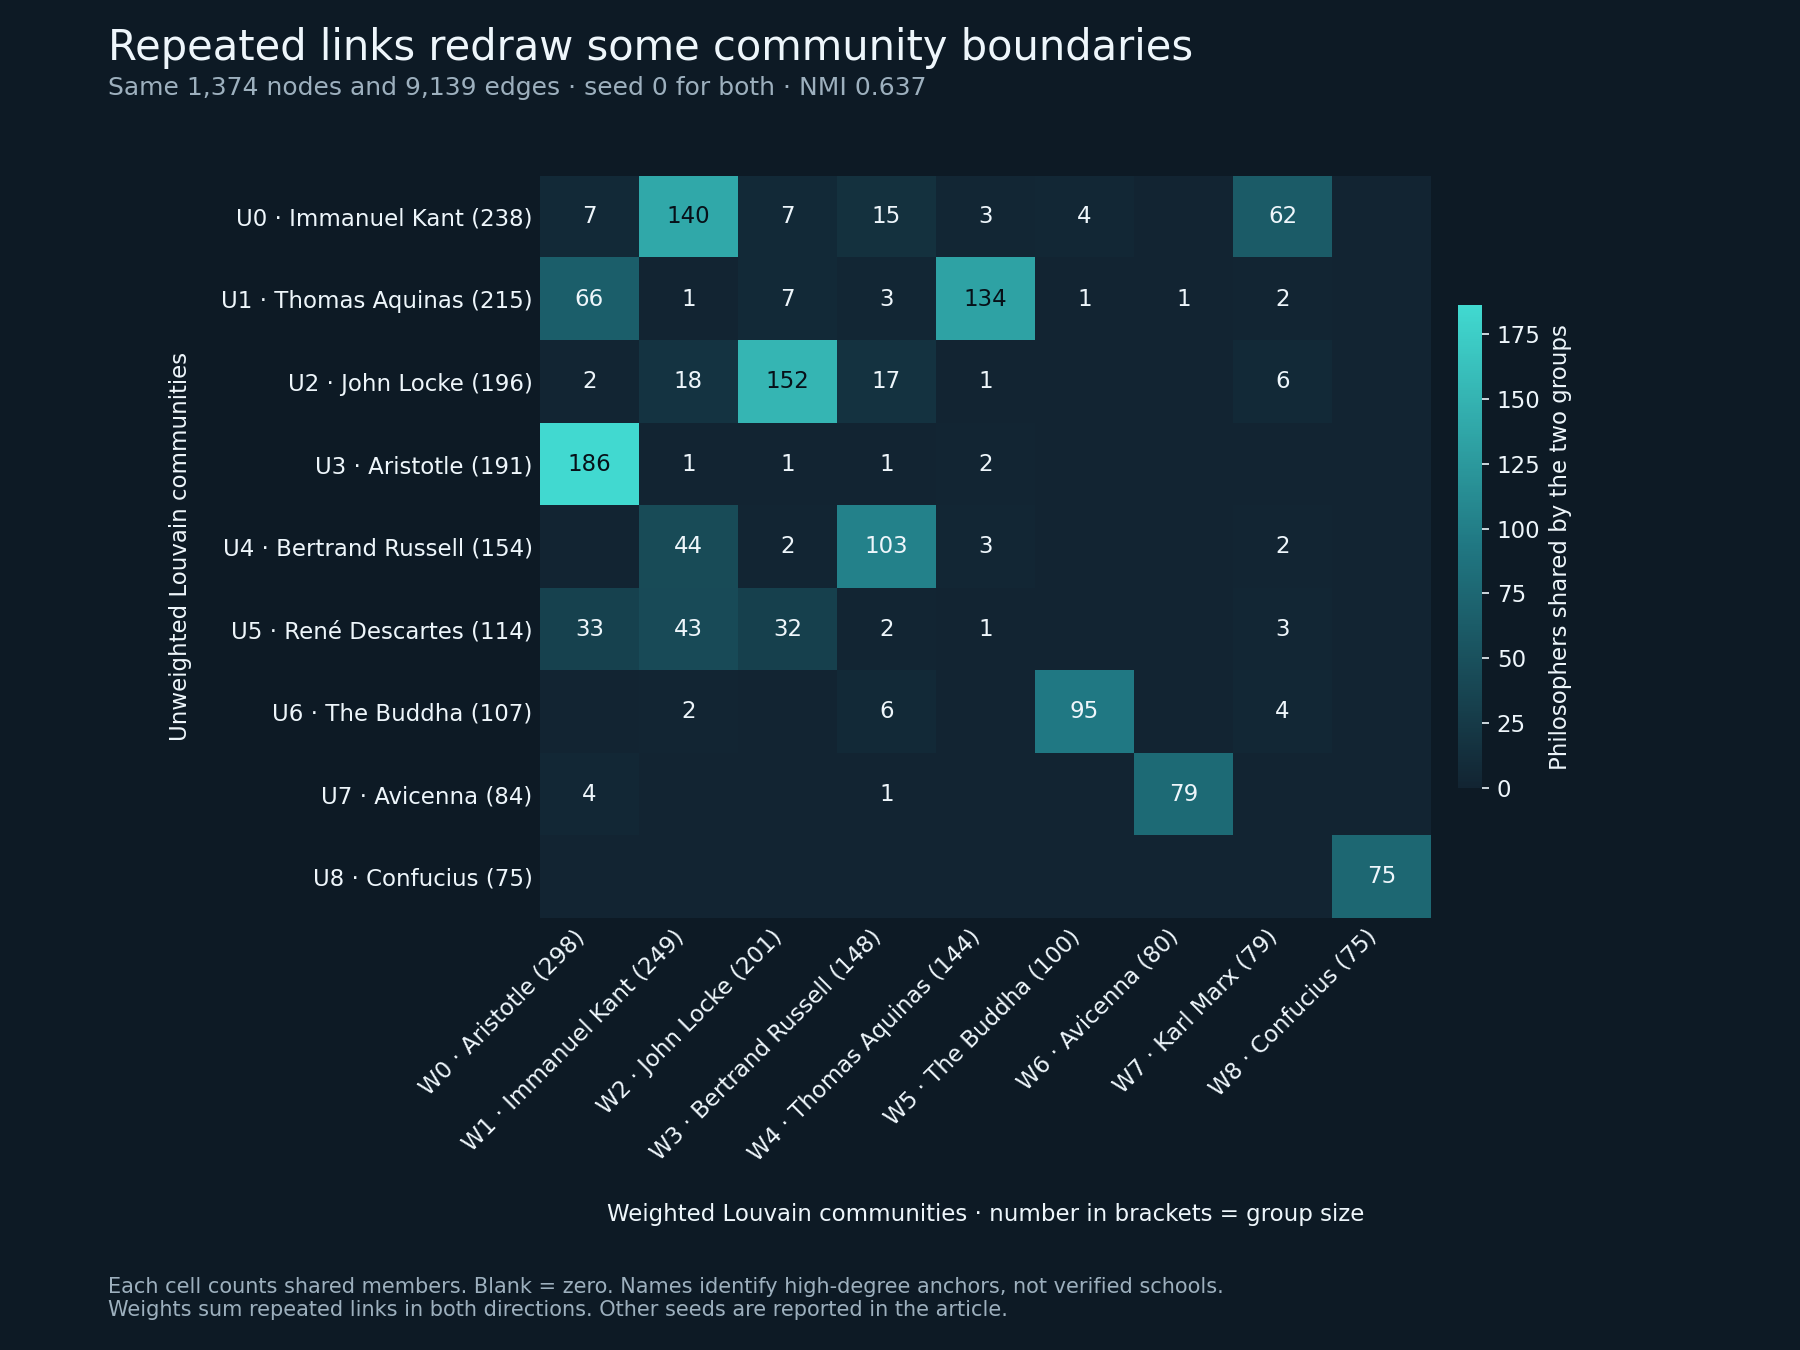 Repeated links redraw some community boundaries
Same 1,374 nodes and 9,139 edges · seed 0 for both · NMI 0.637
Unweighted Louvain communities
U0 · Immanuel Kant (238) 7 140 7 15 3 4 62
U1 · Thomas Aquinas (215) 66 1 7 3 134 1 1 2
U2 · John Locke (196) 2 18 152 17 1 6
U3 · Aristotle (191) 186 1 1 1 2
U4 · Bertrand Russell (154) 44 2 103 3 2
U5 · René Descartes (114) 33 43 32 2 1 3
U6 · The Buddha (107) 2 6 95 4
U7 · Avicenna (84) 4 1 79
U8 · Confucius (75) 75
W0 · Aristotle (298)
W1 · Immanuel Kant (249)
W2 · John Locke (201)
W3 · Bertrand Russell (148)
W4 · Thomas Aquinas (144)
W5 · The Buddha (100)
W6 · Avicenna (80)
W7 · Karl Marx (79)
W8 · Confucius (75)
Weighted Louvain communities · number in brackets = group size
175
150
125
100
75
50
25
0
Philosophers shared by the two groups
Each cell counts shared members. Blank = zero. Names identify high-degree anchors, not verified schools.
Weights sum repeated links in both directions. Other seeds are reported in the article.